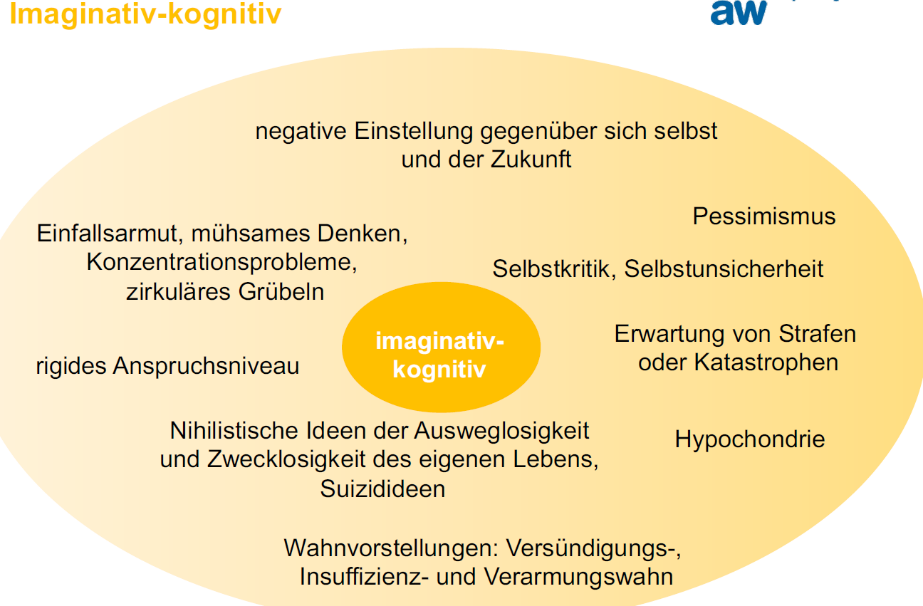 Imaginativ-kognitiv
aw
negative Einstellung gegenüber sich selbst
und der Zukunft
Pessimismus
Einfallsarmut, mühsames Denken,
Konzentrationsprobleme,
zirkuläres Grübeln
Selbstkritik, Selbstunsicherheit
imaginativ-
kognitiv
Erwartung von Strafen
oder Katastrophen
rigides Anspruchsniveau
Nihilistische Ideen der Ausweglosigkeit
und Zwecklosigkeit des eigenen Lebens,
Suizidideen
Hypochondrie
Wahnvorstellungen: Versündigungs-,
Insuffizienz- und Verarmungswahn